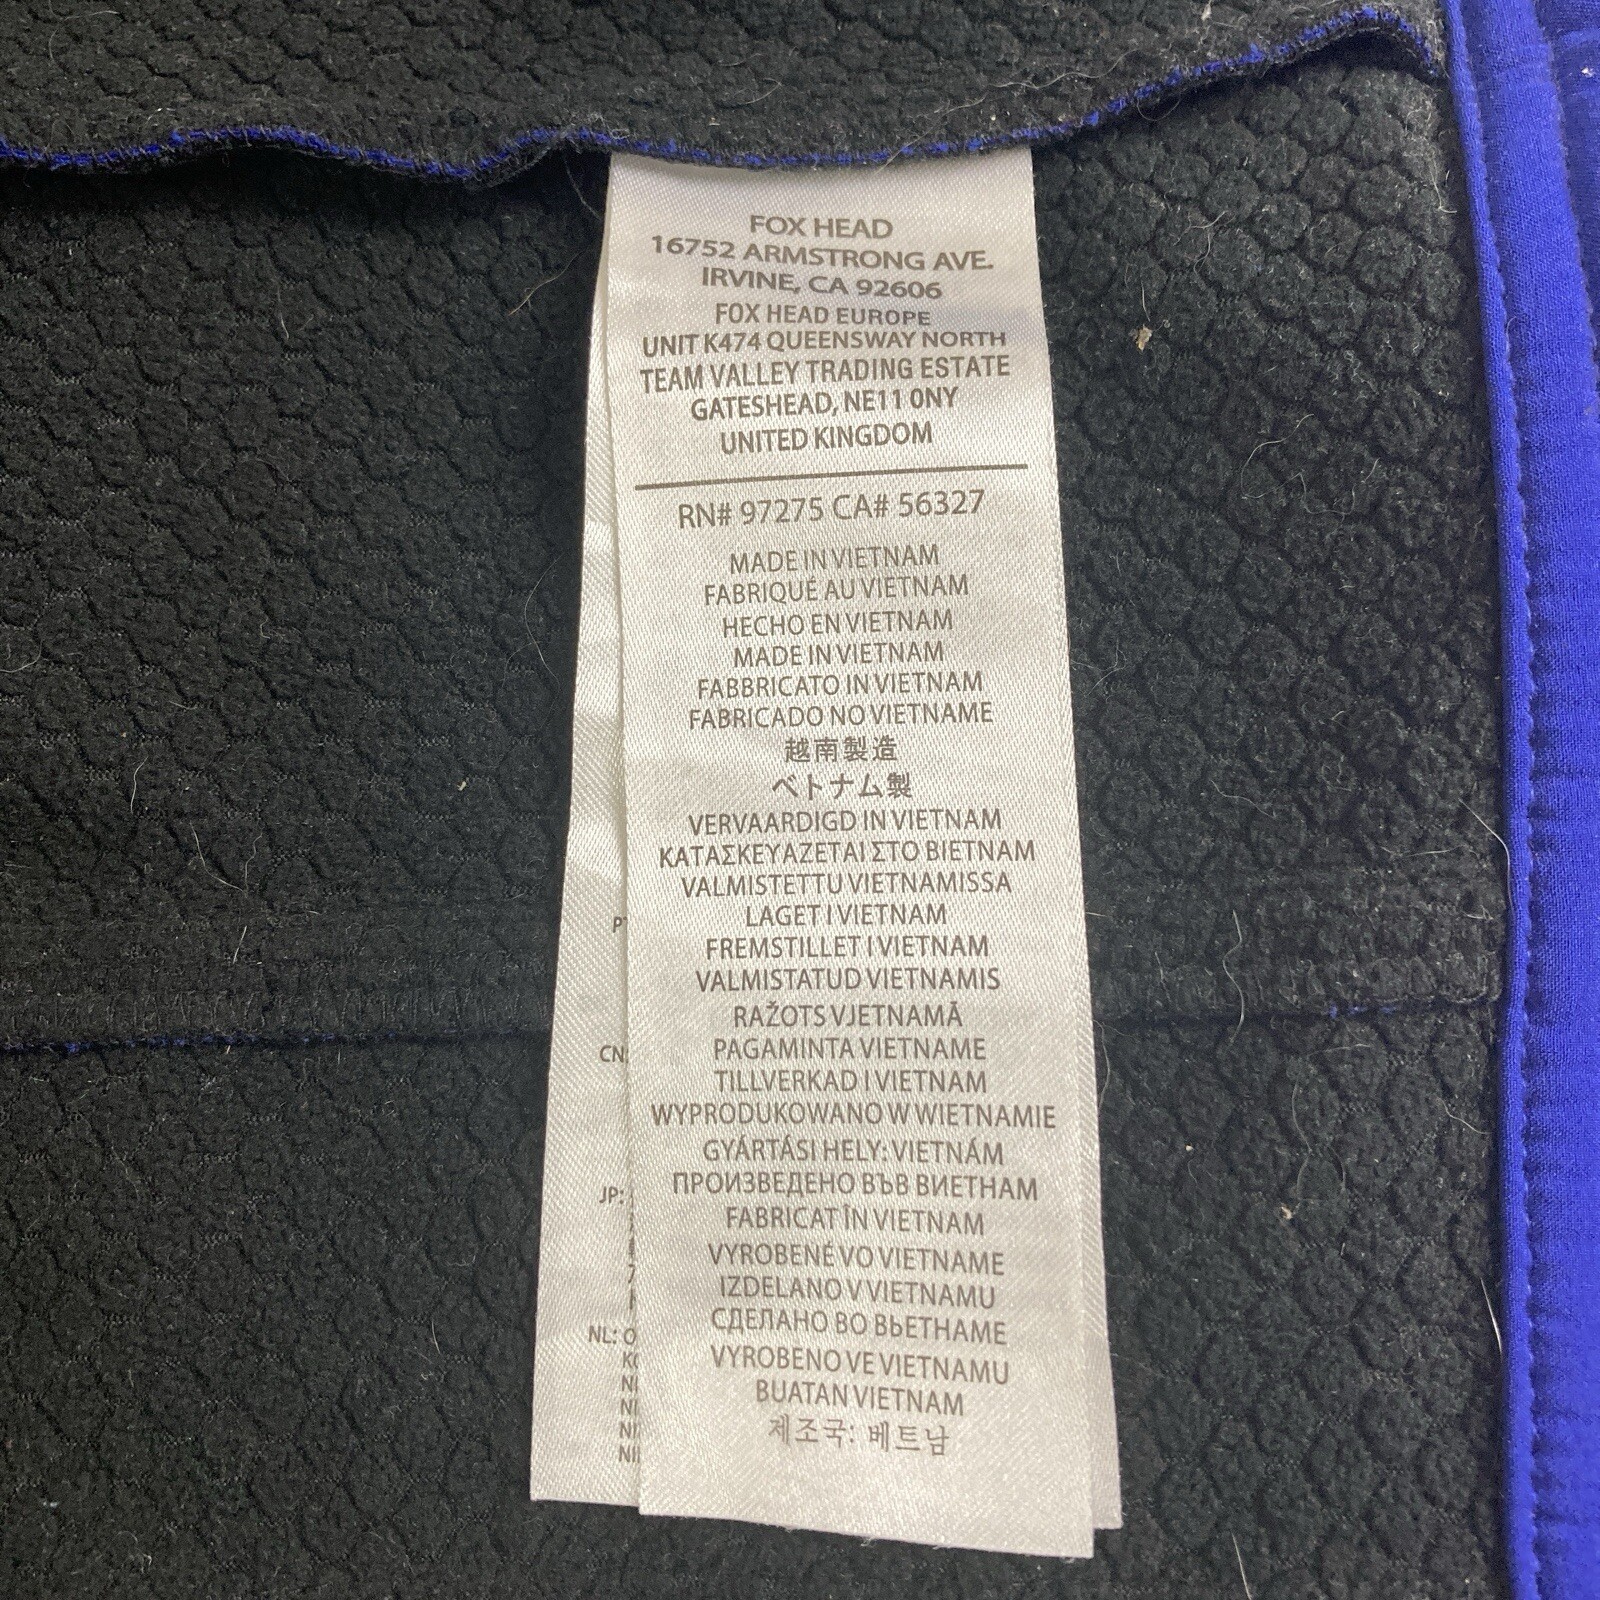 FOX HEAD
16752 ARMSTRONG AVE.
IRVINE, CA 92606
FOX HEAD EUROPE
UNIT K474 QUEENSWAY NORTH
TEAM VALLEY TRADING ESTATE
GATESHEAD, NE11 0NY
UNITED KINGDOM
RN# 97275 CA# 56327
MADE IN VIETNAM
FABRIQUÉ AU VIETNAM
HECHO EN VIETNAM
MADE IN VIETNAM
FABBRICATO IN VIETNAM
FABRICADO NO VIETNAME
越南製造
ベトナム製
VERVAARDIGD IN VIETNAM
ΚΑΤΑΣΚΕΥΑΖΕΤΑΙ ΣΤΟ ΒΙΕΤΝΑΜ
VALMISTETTU VIETNAMISSA
LAGET I VIETNAM
FREMSTILLET I VIETNAM
VALMISTATUD VIETNAMIS
RAŽOTS VJETNAMĀ
PAGAMINTA VIETNAME
TILLVERKAD I VIETNAM
WYPRODUKOWANO W WIETNAMIE
GYÁRTÁSI HELY: VIETNÁM
ПРОИЗВЕДЕНО ВЪВ ВИЕТНАМ
FABRICAT ÎN VIETNAM
VYROBENÉ VO VIETNAME
IZDELANO V VIETNAMU
СДЕЛАНО ВО ВЬЕТНАМЕ
VYROBENO VE VIETNAMU
BUATAN VIETNAM
제조국: 베트남
JP:
NL: